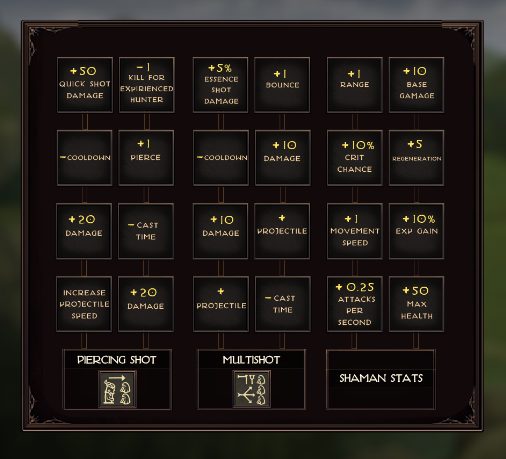 +50
QUICK SHOT
DAMAGE
-1
KILL FOR
EXPIRIENCED
HUNTER
+5%
ESSENCE
SHOT
DAMAGE
+1
BOUNCE
+1
RANGE
+10
BASE
GAMAGE
-COOLDOWN
+1
PIERCE
-COOLDOWN
+10
DAMAGE
+10%
CRIT
CHANCE
+5
REGENERATION
+20
DAMAGE
- CAST
TIME
+10
DAMAGE
+
PROJECTILE
+1
MOVEMENT
SPEED
+10%
EXP GAIN
INCREASE
PROJECTILE
SPEED
+20
DAMAGE
+
PROJECTILE
- CAST
TIME
+0.25
ATTACKS
PER
SECOND
+50
MAX
HEALTH
PIERCING SHOT
MULTISHOT
SHAMAN STATS